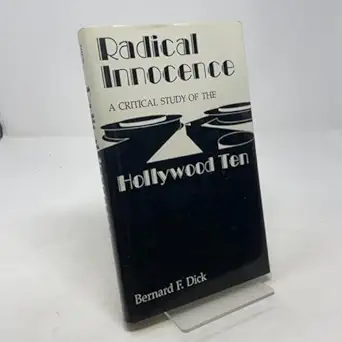 Radical
Innocence
A CRITICAL STUDY OF THE
Hollywood Ten
Bernard F. Dick